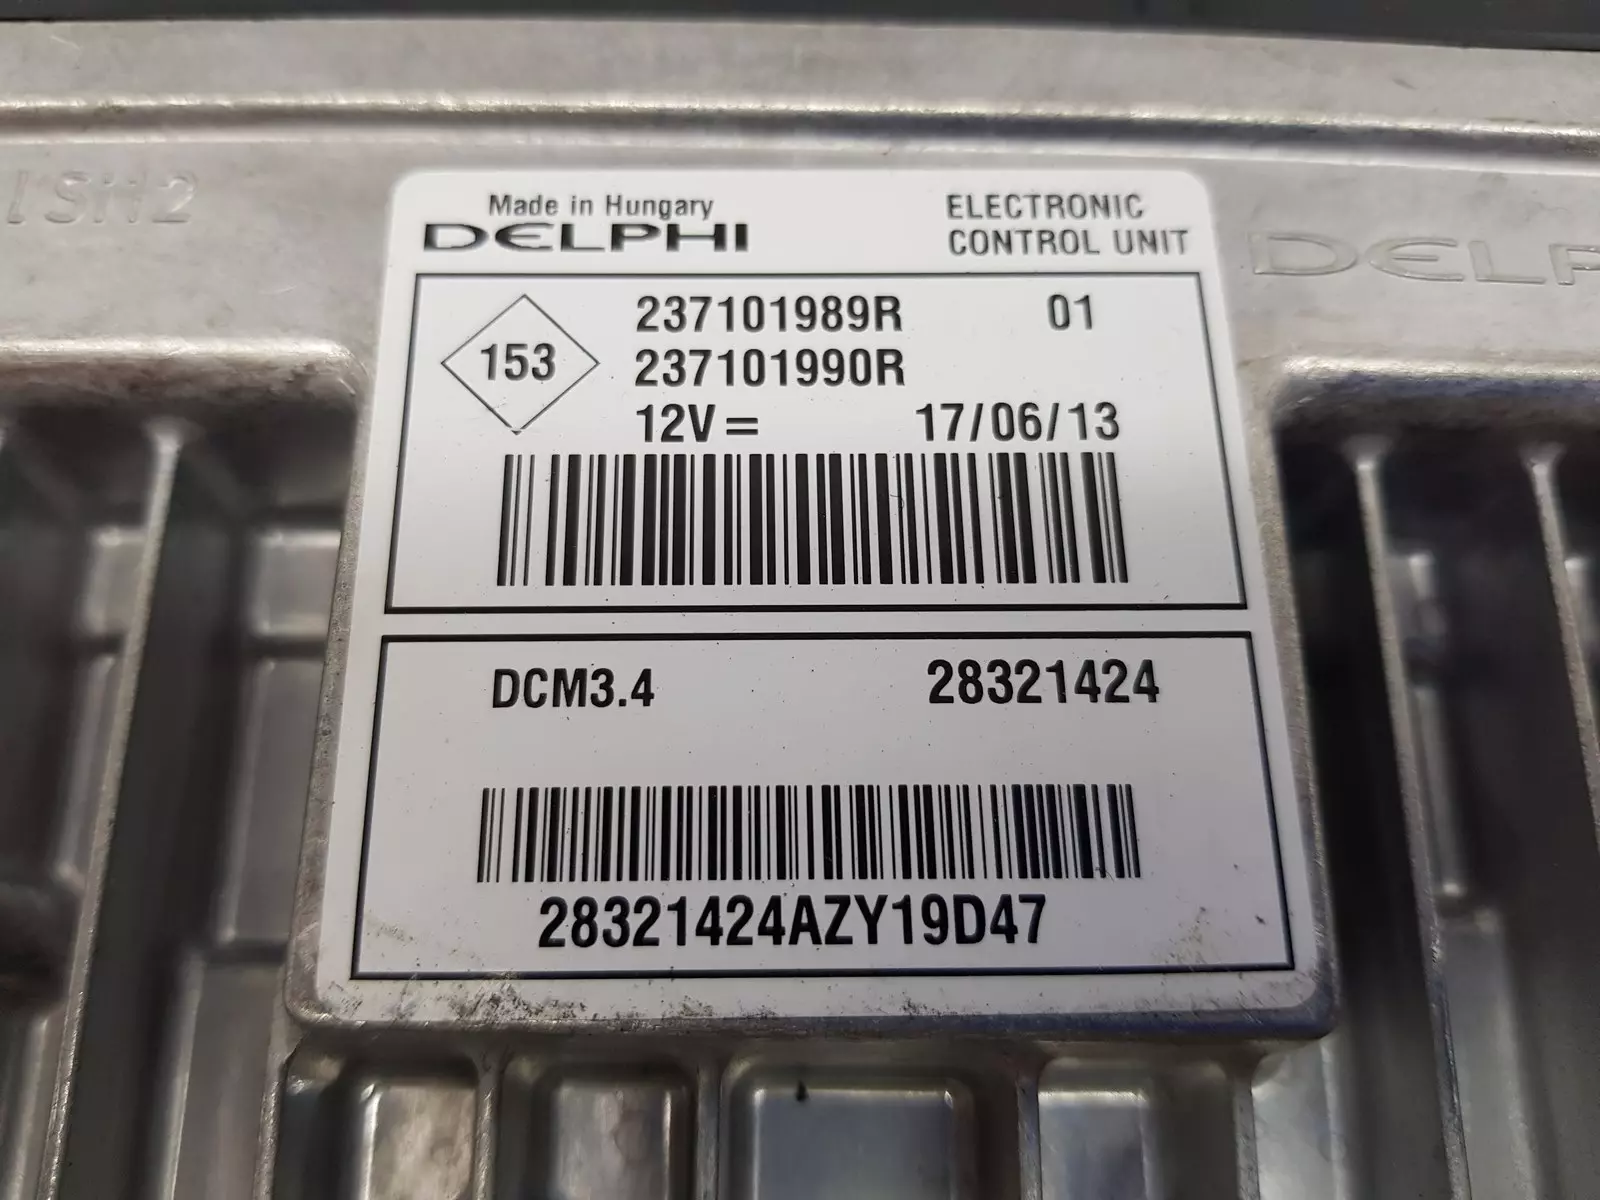 Made in Hungary
DELPHI
ELECTRONIC
CONTROL UNIT
153
237101989R 01
237101990R
12V= 17/06/13
DCM3.4 28321424
28321424AZY19D47